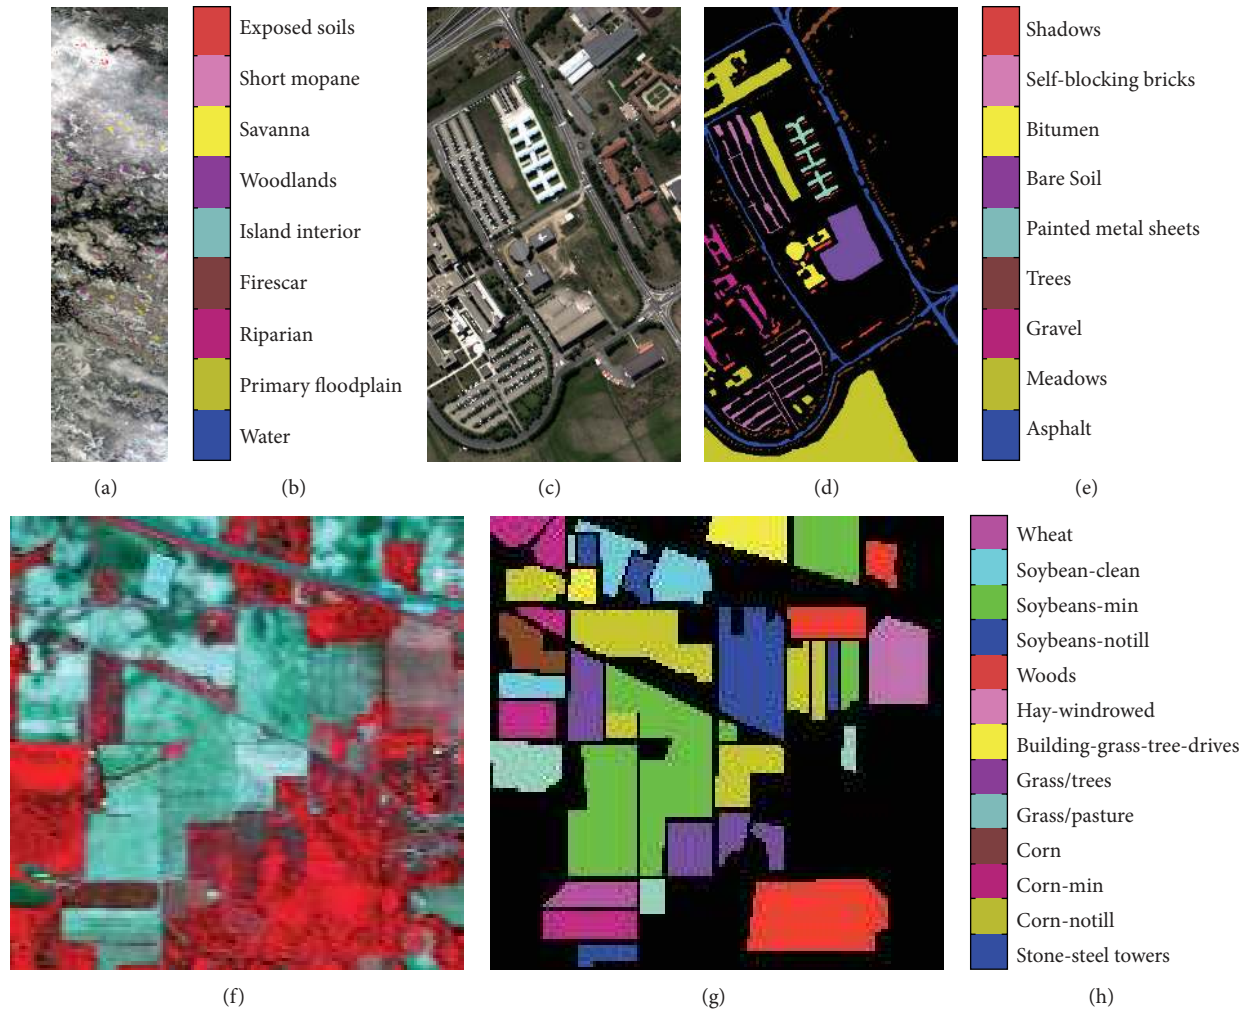 Exposed soils
Short mopane
Savanna
Woodlands
Island interior
Firescar
Riparian
Primary floodplain
Water
Shadows
Self-blocking bricks
Bitumen
Bare Soil
Painted metal sheets
Trees
Gravel
Meadows
Asphalt
(a)
(b)
(c)
(d)
(e)
Wheat
Soybean-clean
Soybeans-min
Soybeans-notill
Woods
Hay-windrowed
Building-grass-tree-drives
Grass/trees
Grass/pasture
Corn
Corn-min
Corn-notill
Stone-steel towers
(f)
(g)
(h)